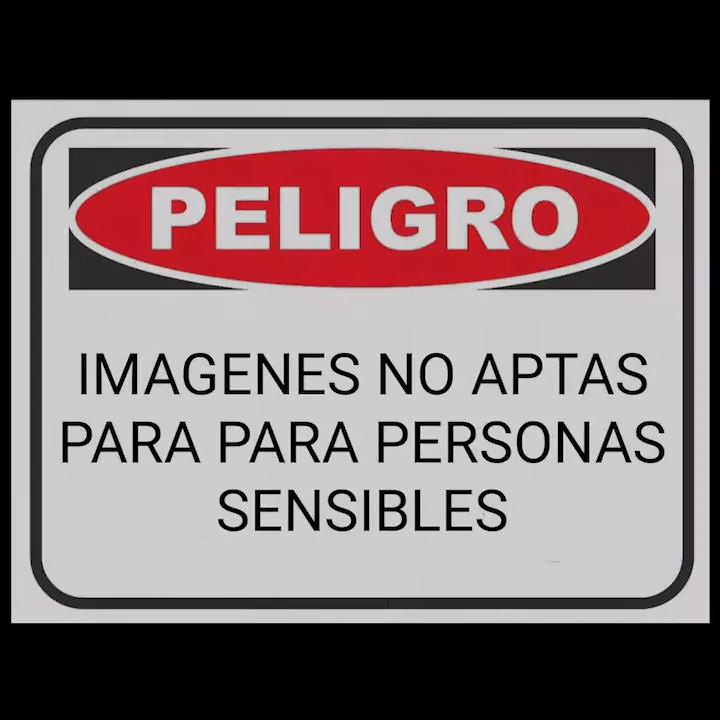 PELIGRO
IMAGENES NO APTAS
PARA PARA PERSONAS
SENSIBLES